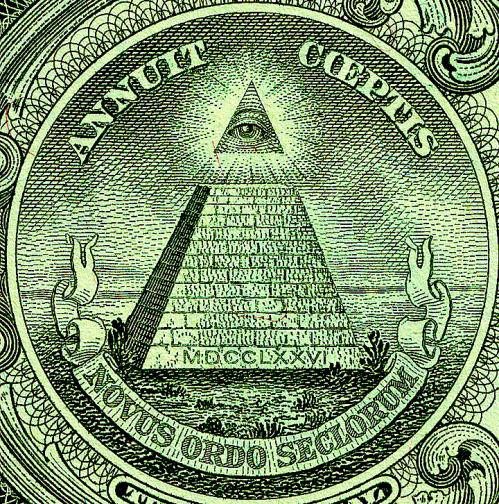 ANNUIT CŒPTIS
MDCCLXXVI
NOVUS ORDO SECLORUM